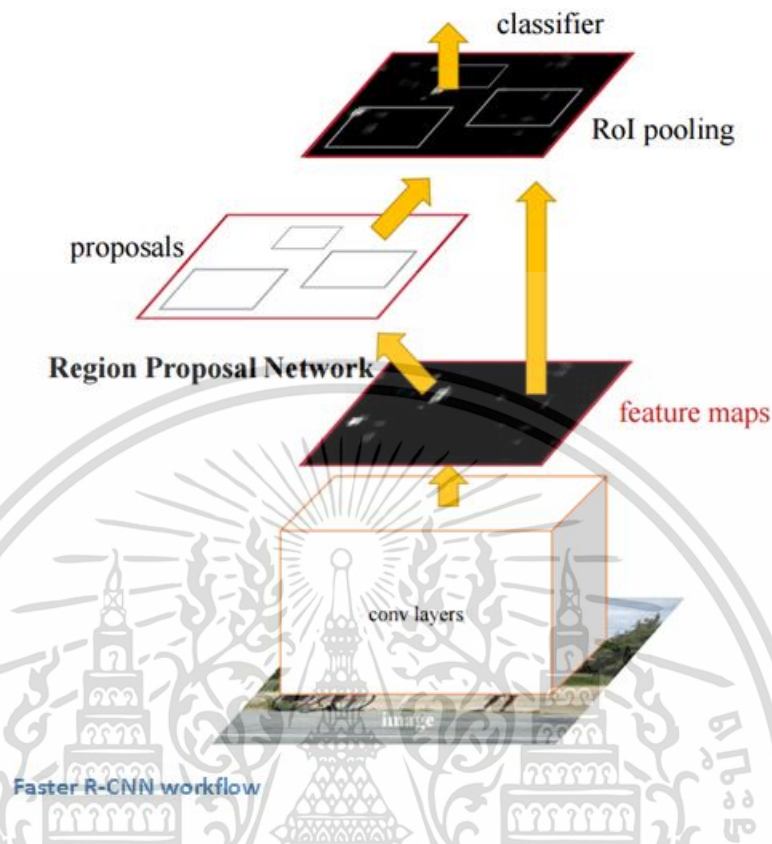 classifier
RoI pooling
proposals
Region Proposal Network
feature maps
conv layers
image
Faster R-CNN workflow